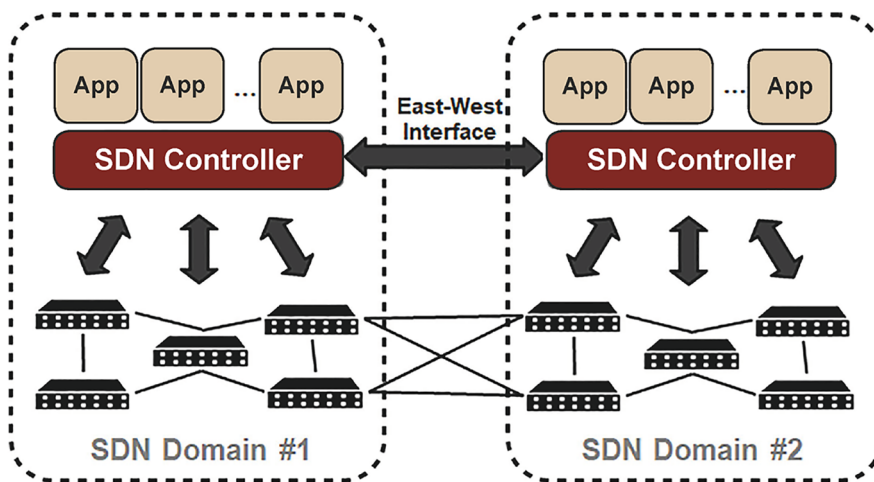 App App ... App
SDN Controller
East-West
Interface
App App ... App
SDN Controller
SDN Domain #1
SDN Domain #2